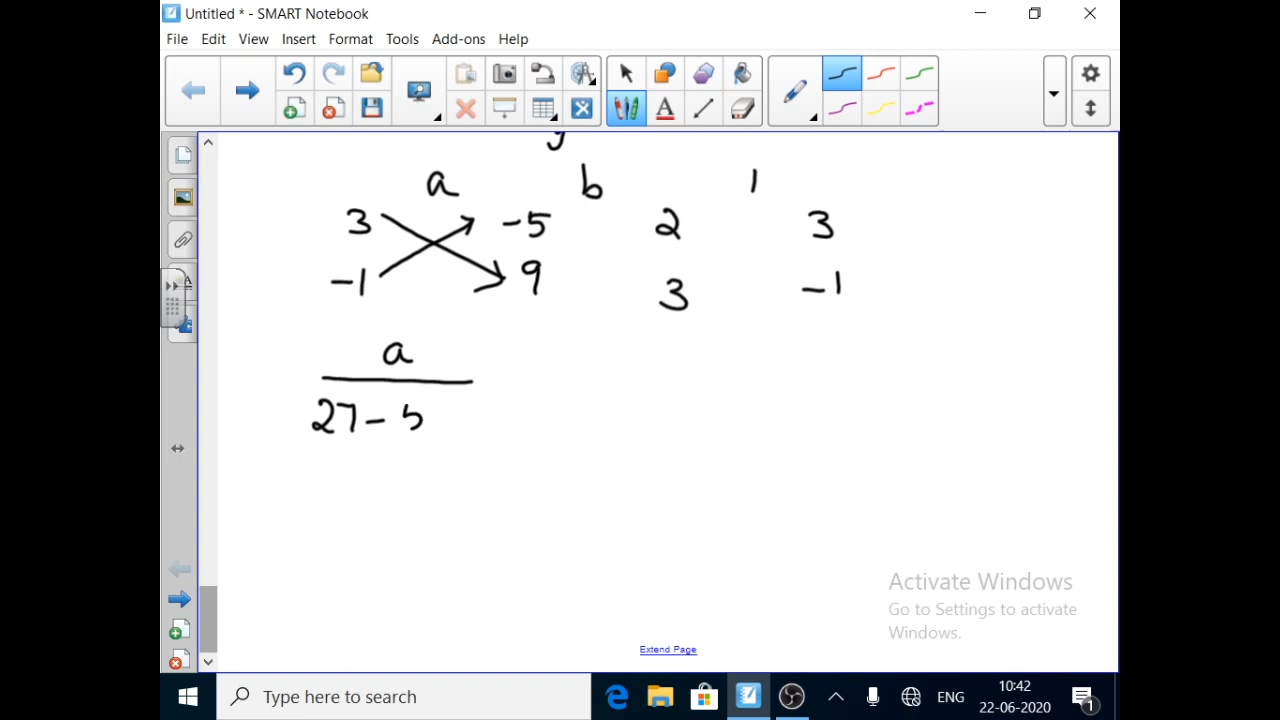 Untitled * - SMART Notebook
File Edit View Insert Format Tools Add-ons Help
y
a b 1
3 -5 2 3
-1 9 3 -1
a
27-5
Activate Windows
Go to Settings to activate
Windows.
Extend Page
Type here to search
ENG
10:42
22-06-2020
1